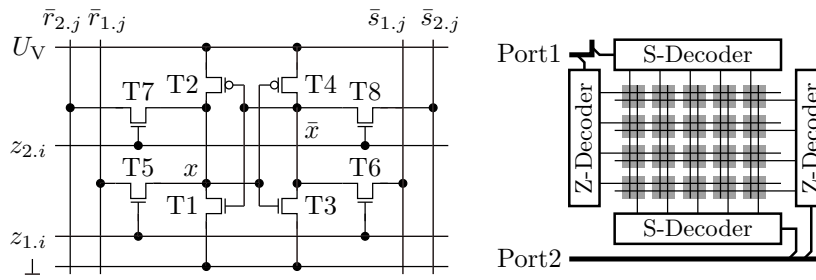 r̄₂.ⱼ r̄₁.ⱼ s̄₁.ⱼ s̄₂.ⱼ
U_V
T2 T4
T7 T8
x̄
z₂.ᵢ
T5 x T6
T1 T3
z₁.ᵢ
⊥
Port1
S-Decoder
Z-Decoder
Z-Decoder
S-Decoder
Port2